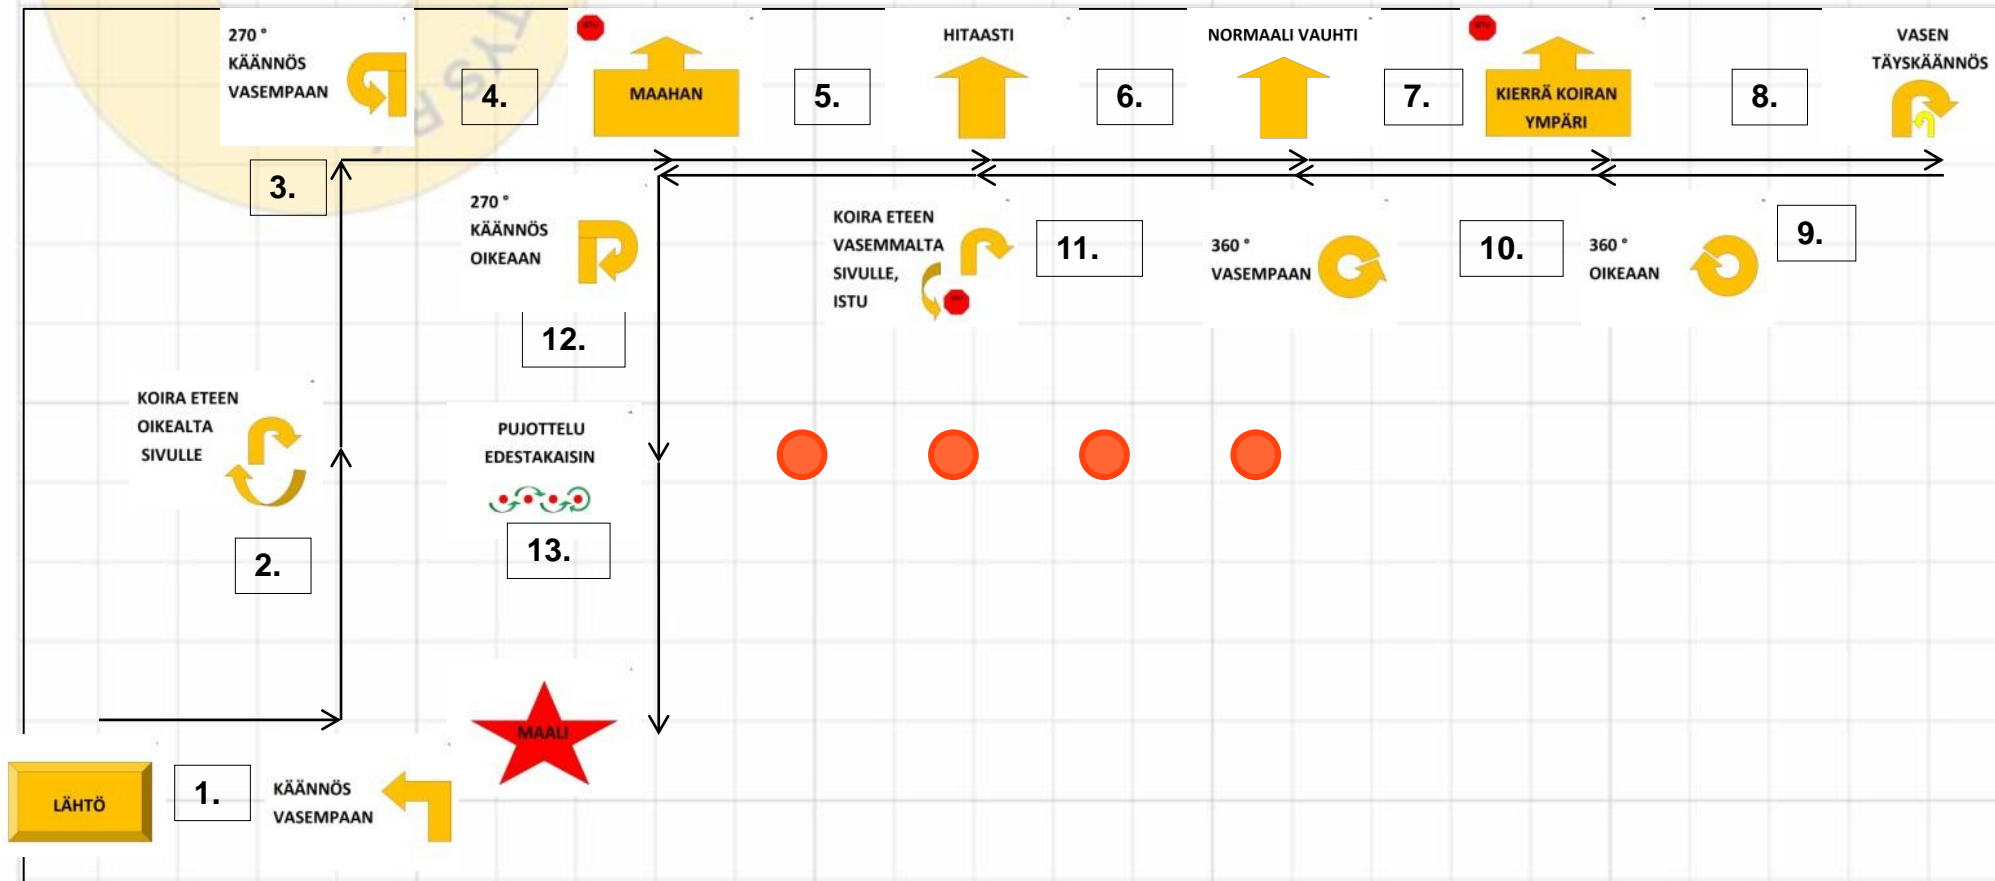 270 °
KÄÄNNÖS
VASEMPAAN
4.
MAAHAN
5.
HITAASTI
6.
NORMAALI VAUHTI
7.
KIERRÄ KOIRAN
YMPÄRI
8.
VASEN
TÄYSKÄÄNNÖS
3.
270 °
KÄÄNNÖS
OIKEAAN
KOIRA ETEEN
VASEMMALTA
SIVULLE,
ISTU
11.
360 °
VASEMPAAN
10.
360 °
OIKEAAN
9.
12.
KOIRA ETEEN
OIKEALTA
SIVULLE
2.
PUJOTTELU
EDESTAKAISIN
13.
MAALI
LÄHTÖ
1.
KÄÄNNÖS
VASEMPAAN